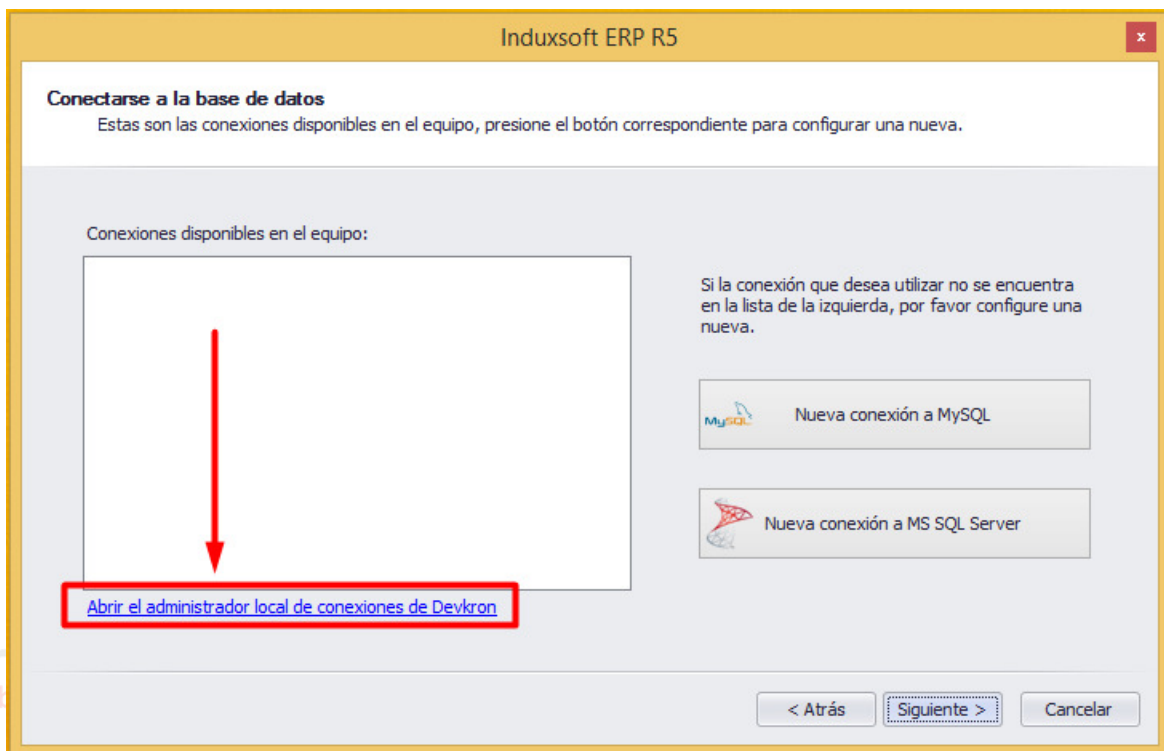 Induxsoft ERP R5
x
Conectarse a la base de datos
Estas son las conexiones disponibles en el equipo, presione el botón correspondiente para configurar una nueva.
Conexiones disponibles en el equipo:
Si la conexión que desea utilizar no se encuentra
en la lista de la izquierda, por favor configure una
nueva.
MySQL
Nueva conexión a MySQL
Nueva conexión a MS SQL Server
Abrir el administrador local de conexiones de Devkron
< Atrás
Siguiente >
Cancelar